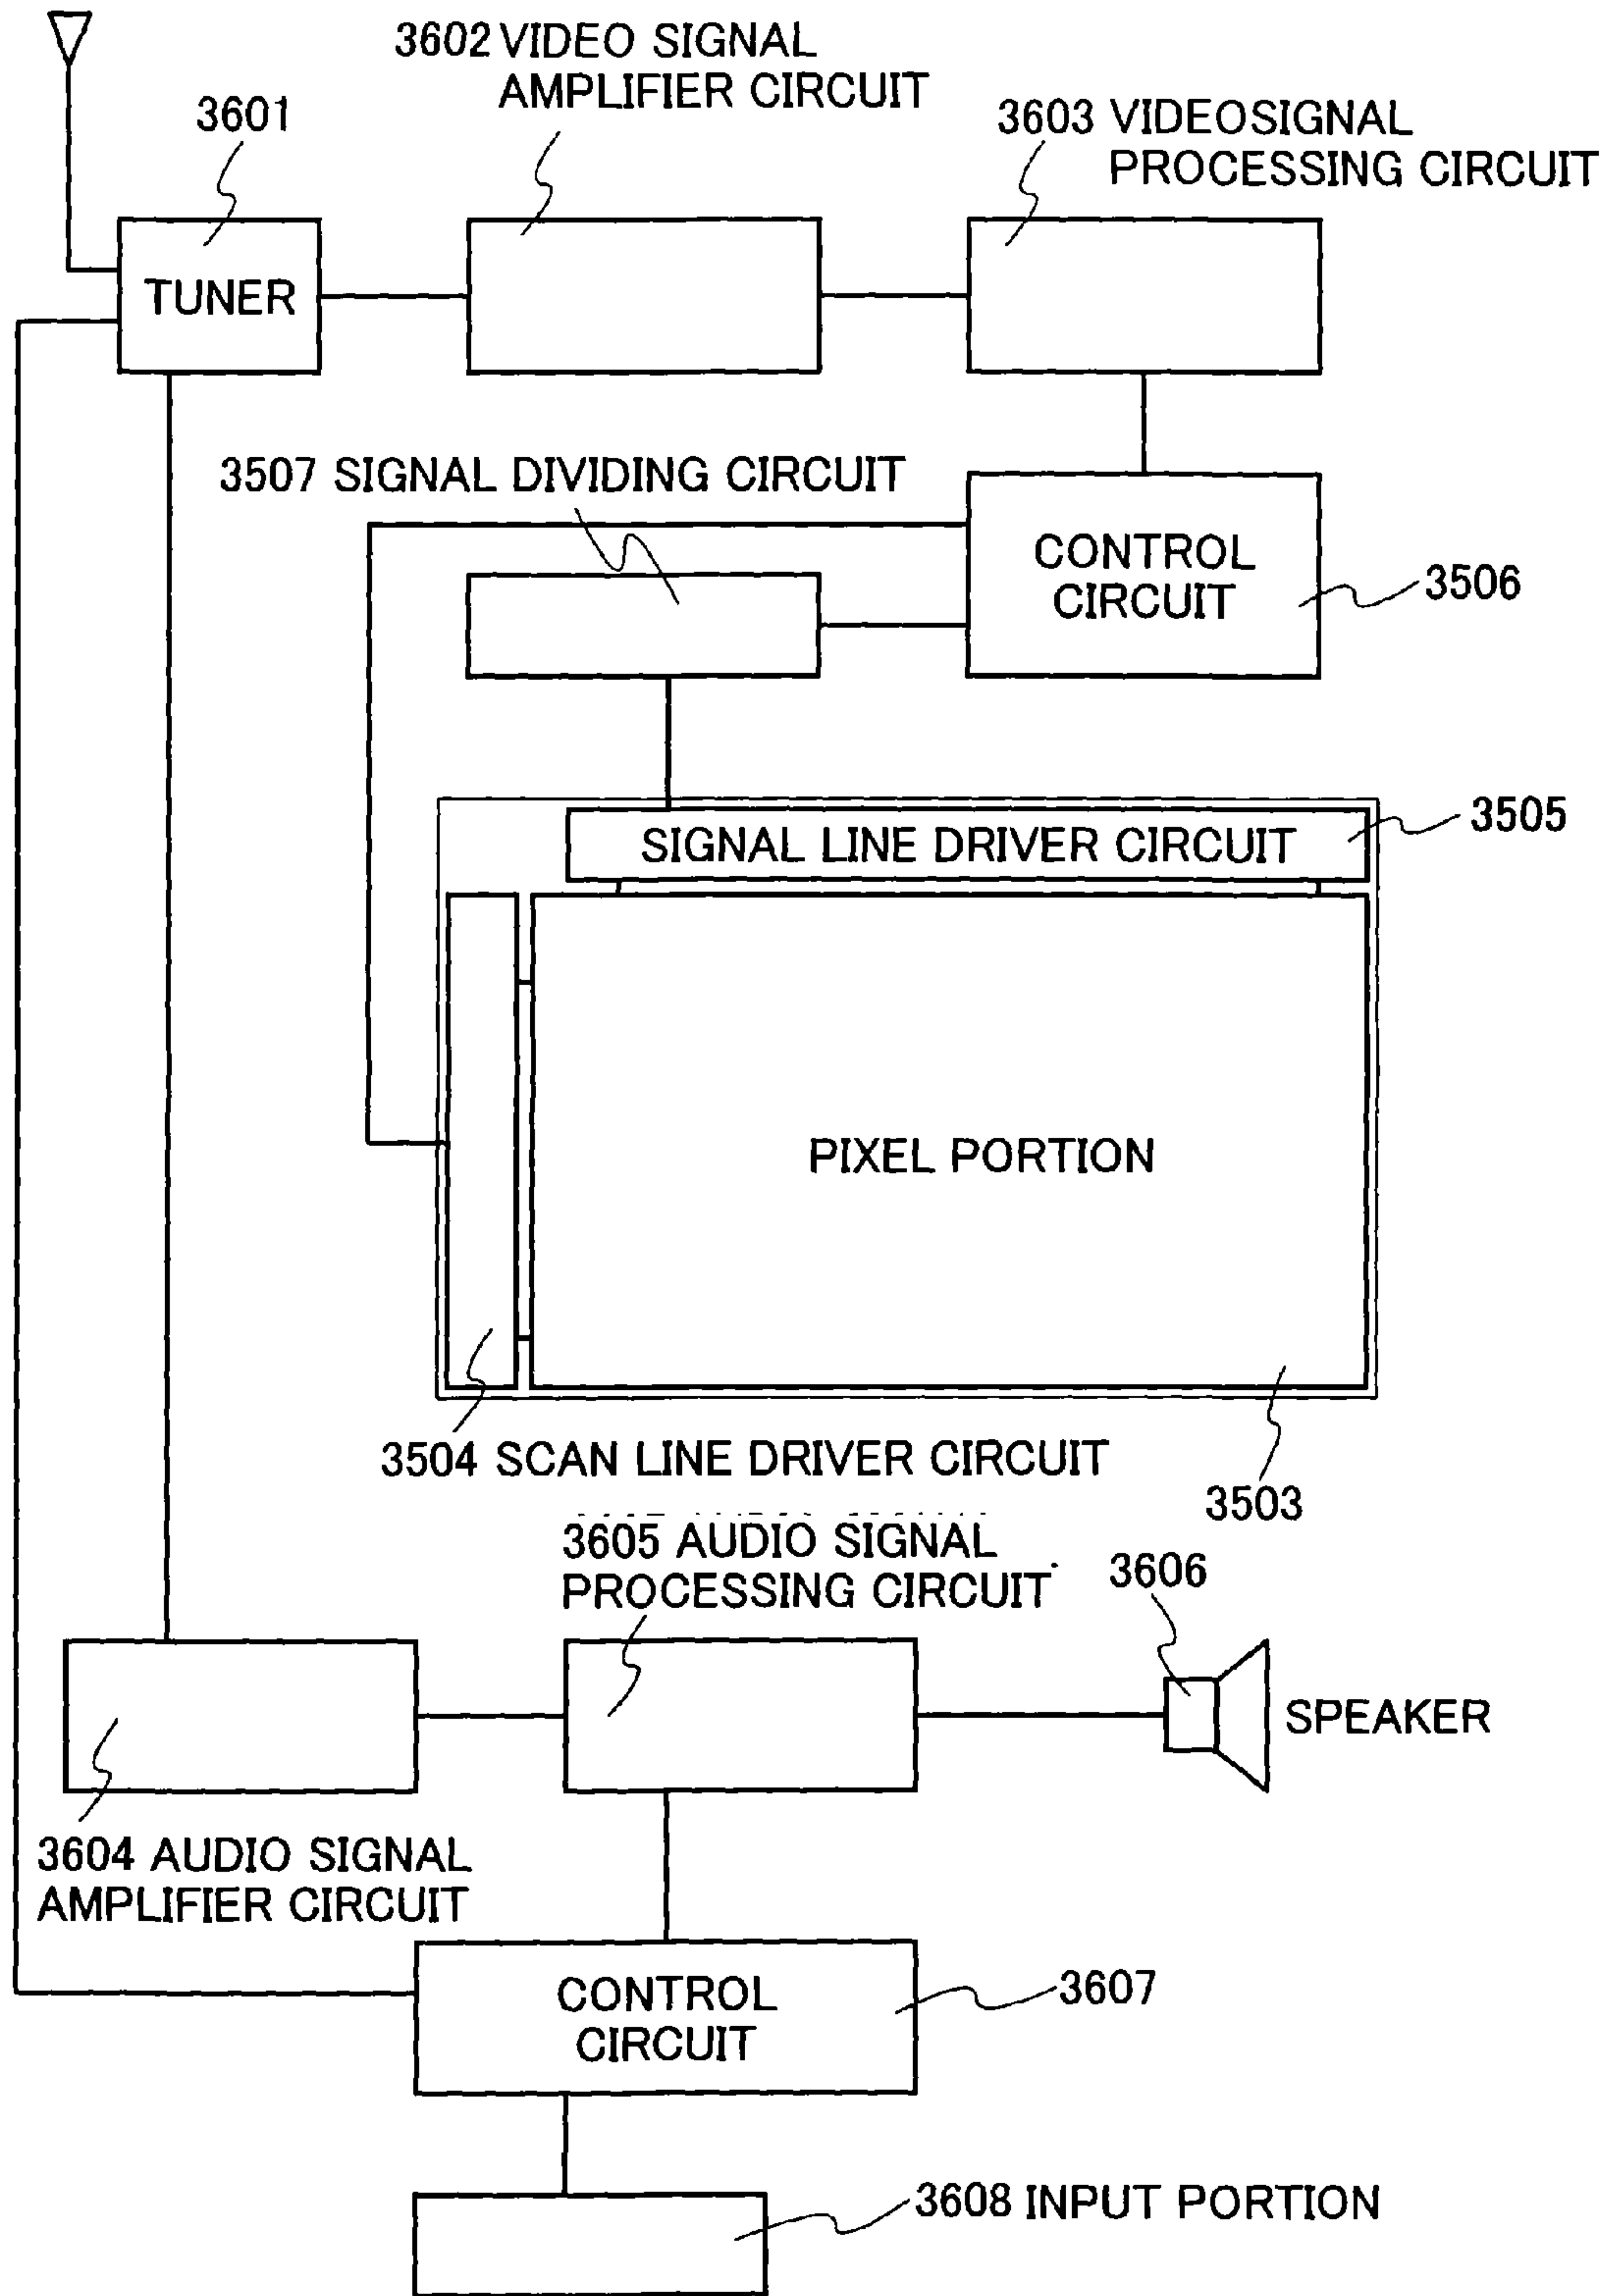 3602 VIDEO SIGNAL
AMPLIFIER CIRCUIT
3601
3603 VIDEOSIGNAL
PROCESSING CIRCUIT
TUNER
3507 SIGNAL DIVIDING CIRCUIT
CONTROL
CIRCUIT
3506
3505
SIGNAL LINE DRIVER CIRCUIT
PIXEL PORTION
3504 SCAN LINE DRIVER CIRCUIT
3503
3605 AUDIO SIGNAL
PROCESSING CIRCUIT
3606
SPEAKER
3604 AUDIO SIGNAL
AMPLIFIER CIRCUIT
CONTROL
CIRCUIT
3607
3608 INPUT PORTION